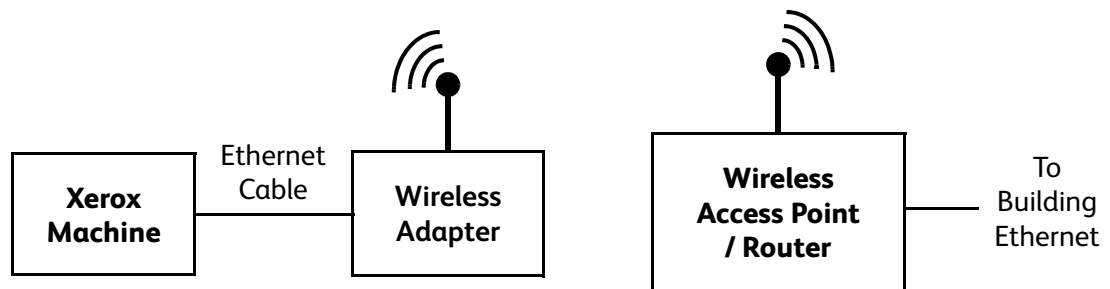 Xerox
Machine
Ethernet
Cable
Wireless
Adapter
Wireless
Access Point
/ Router
To
Building
Ethernet